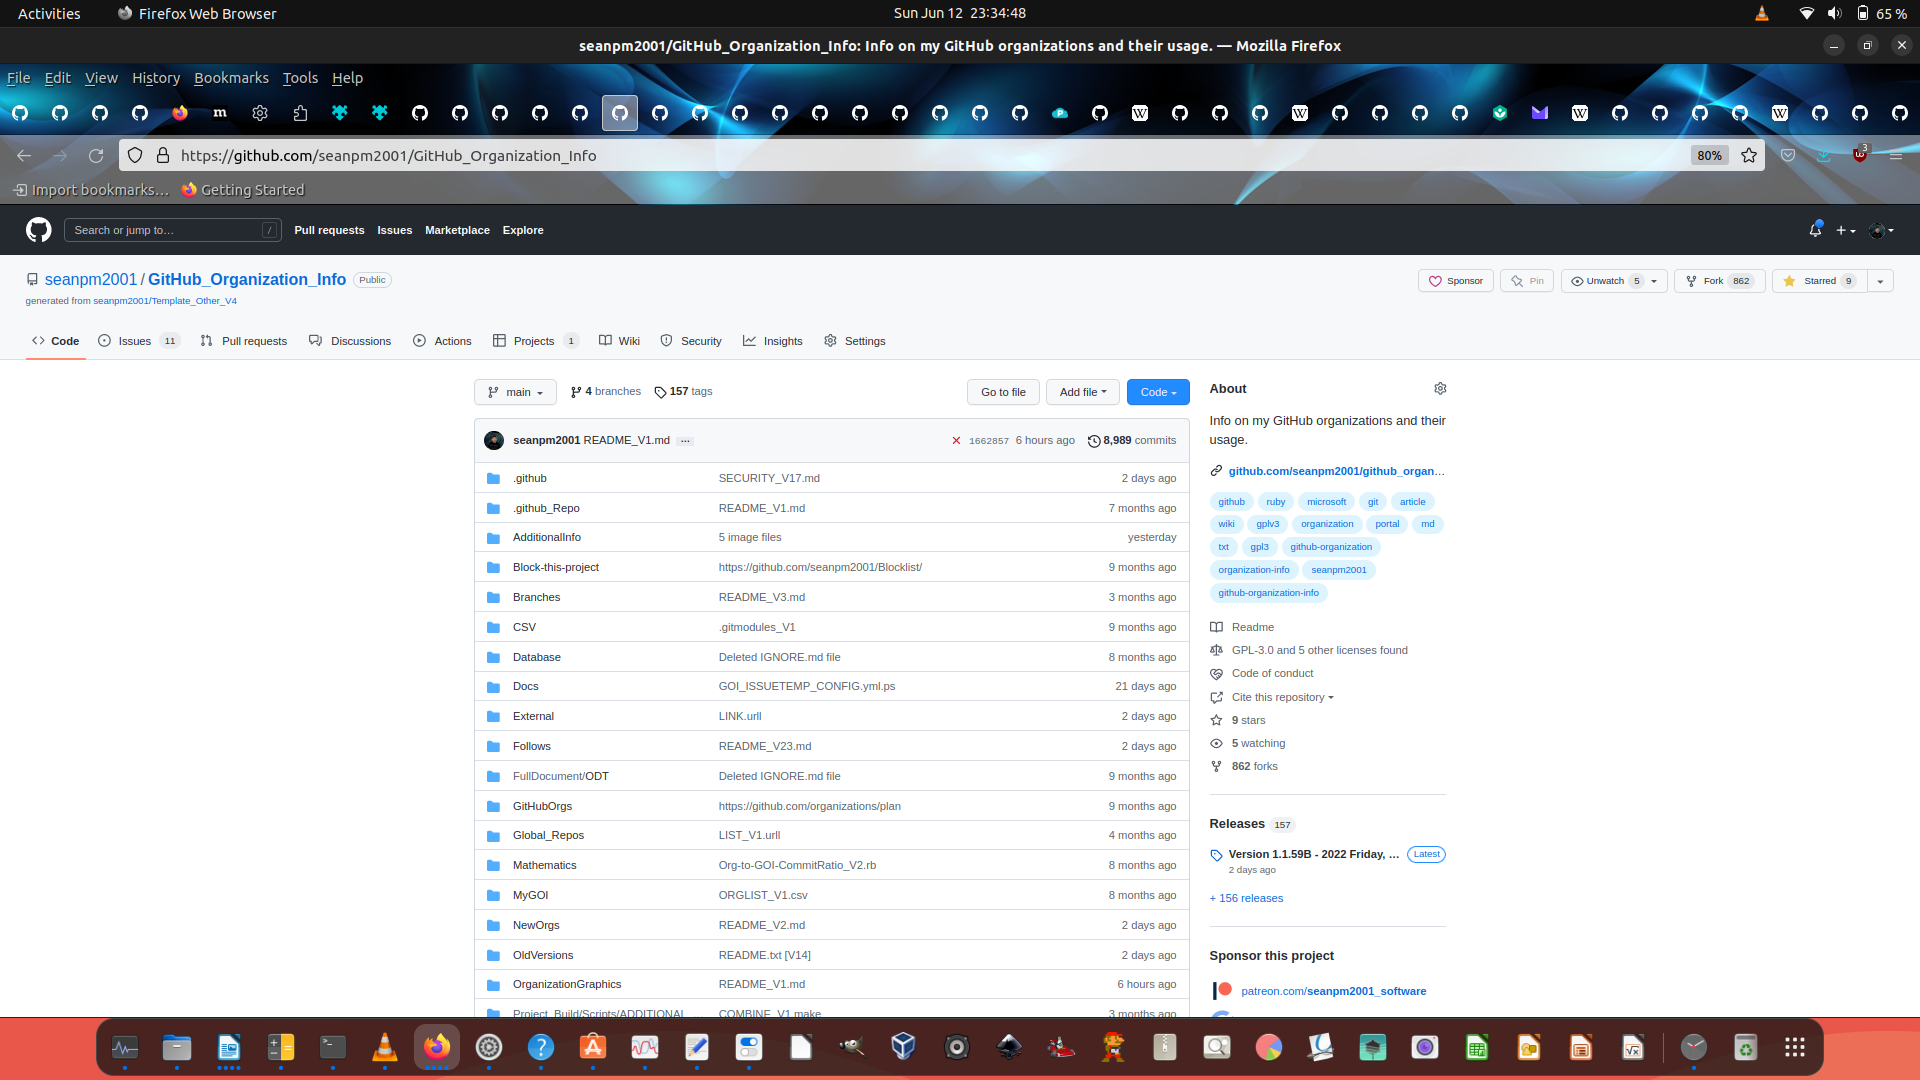 Activities
Firefox Web Browser
Sun Jun 12 23:34:48
65 %
seanpm2001/GitHub_Organization_Info: Info on my GitHub organizations and their usage. — Mozilla Firefox
File Edit View History Bookmarks Tools Help
https://github.com/seanpm2001/GitHub_Organization_Info
80%
3
Import bookmarks… Getting Started
Search or jump to… /
Pull requests Issues Marketplace Explore
seanpm2001 / GitHub_Organization_Info Public
generated from seanpm2001/Template_Other_V4
Sponsor Pin Unwatch 5 Fork 862 Starred 9
Code Issues 11 Pull requests Discussions Actions Projects 1 Wiki Security Insights Settings
main 4 branches 157 tags
Go to file Add file Code
seanpm2001 README_V1.md ...
1662857 6 hours ago 8,989 commits
.github SECURITY_V17.md 2 days ago
.github_Repo README_V1.md 7 months ago
AdditionalInfo 5 image files yesterday
Block-this-project https://github.com/seanpm2001/Blocklist/ 9 months ago
Branches README_V3.md 3 months ago
CSV .gitmodules_V1 9 months ago
Database Deleted IGNORE.md file 8 months ago
Docs GOI_ISSUETEMP_CONFIG.yml.ps 21 days ago
External LINK.urll 2 days ago
Follows README_V23.md 2 days ago
FullDocument/ODT Deleted IGNORE.md file 9 months ago
GitHubOrgs https://github.com/organizations/plan 9 months ago
Global_Repos LIST_V1.urll 4 months ago
Mathematics Org-to-GOI-CommitRatio_V2.rb 8 months ago
MyGOI ORGLIST_V1.csv 8 months ago
NewOrgs README_V2.md 2 days ago
OldVersions README.txt [V14] 2 days ago
OrganizationGraphics README_V1.md 6 hours ago
Project_Build/Scripts/ADDITIONAL_… COMBINE_V1.make 3 months ago
About
Info on my GitHub organizations and their
usage.
github.com/seanpm2001/github_organ…
github ruby microsoft git article
wiki gplv3 organization portal md
txt gpl3 github-organization
organization-info seanpm2001
github-organization-info
Readme
GPL-3.0 and 5 other licenses found
Code of conduct
Cite this repository
9 stars
5 watching
862 forks
Releases 157
Version 1.1.59B - 2022 Friday, … Latest
2 days ago
+ 156 releases
Sponsor this project
patreon.com/seanpm2001_software